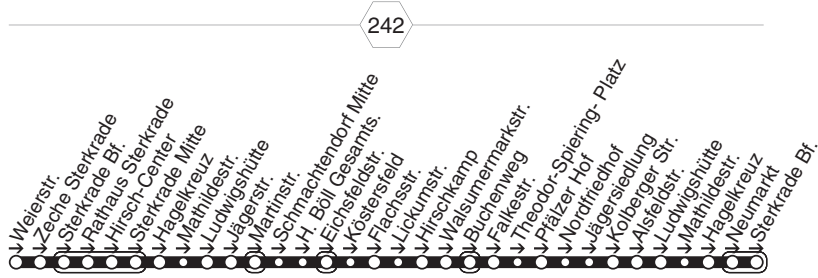 242
Weierstr.
Zeche Sterkrade
Sterkrade Bf.
Rathaus Sterkrade
Hirsch-Center
Sterkrade Mitte
Hagelkreuz
Mathildestr.
Ludwigshütte
Jägerstr.
Martinstr.
Schmachtendorf Mitte
H. Böll Gesamts.
Eichsfeldstr.
Köstersfeld
Flachsstr.
Lickumstr.
Hirschkamp
Walsumermarkstr.
Buchenweg
Falkestr.
Theodor-Spiering- Platz
Pfälzer Hof
Nordfriedhof
Jägersiedlung
Kolberger Str.
Alsfeldstr.
Ludwigshütte
Mathildestr.
Hagelkreuz
Neumarkt
Sterkrade Bf.